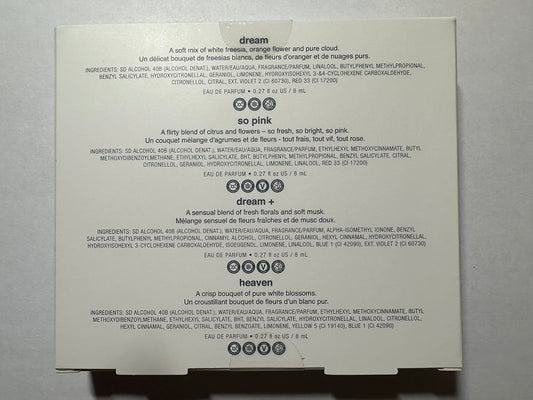 dream
A soft mix of white freesia, orange flower and pure cloud.
Un délicat bouquet de freesias blancs, de fleurs d'oranger et de nuages purs.
INGREDIENTS: SD ALCOHOL 40B (ALCOHOL DENAT.), WATER/EAU/AQUA, FRAGRANCE/PARFUM, LINALOOL, BUTYLPHENYL METHYLPROPIONAL,
BENZYL SALICYLATE, HYDROXYCITRONELLAL, GERANIOL, LIMONENE, HYDROXYISOHEXYL 3-&4-CYCLOHEXENE CARBOXALDEHYDE,
CITRONELLOL, CITRAL, EXT. VIOLET 2 (CI 60730), RED 33 (CI 17200)
EAU DE PARFUM • 0.27 fl oz US / 8 mL
so pink
A flirty blend of citrus and flowers – so fresh, so bright, so pink.
Un couquet mélange d'agrumes et de fleurs - tout frais, tout vif, tout rose.
INGREDIENTS: SD ALCOHOL 40B (ALCOHOL DENAT.), WATER/EAU/AQUA, FRAGRANCE/PARFUM, ETHYLHEXYL METHOXYCINNAMATE, BUTYL
METHOXYDIBENZOYLMETHANE, ETHYLHEXYL SALICYLATE, BHT, BUTYLPHENYL METHYLPROPIONAL, BENZYL SALICYLATE, CITRAL,
CITRONELLOL, GERANIOL, HYDROXYCITRONELLAL, LIMONENE, LINALOOL, RED 33 (CI 17200)
EAU DE PARFUM • 0.27 fl oz US / 8 mL
dream +
A sensual blend of fresh florals and soft musk.
Mélange sensuel de fleurs fraîches et de musc doux.
INGREDIENTS: SD ALCOHOL 40B (ALCOHOL DENAT.), WATER/EAU/AQUA, FRAGRANCE/PARFUM, ALPHA-ISOMETHYL IONONE, BENZYL
SALICYLATE, BUTYLPHENYL METHYLPROPIONAL, CINNAMYL ALCOHOL, CITRONELLOL, GERANIOL, HEXYL CINNAMAL, HYDROXYCITRONELLAL,
HYDROXYISOHEXYL 3-CYCLOHEXENE CARBOXALDEHYDE, ISOEUGENOL, LIMONENE, LINALOOL, BLUE 1 (CI 42090), EXT. VIOLET 2 (CI 60730)
EAU DE PARFUM • 0.27 fl oz US / 8 mL
heaven
A crisp bouquet of pure white blossoms.
Un croustillant bouquet de fleurs d'un blanc pur.
INGREDIENTS: SD ALCOHOL 40B (ALCOHOL DENAT.), WATER/EAU/AQUA, FRAGRANCE/PARFUM, ETHYLHEXYL METHOXYCINNAMATE, BUTYL
METHOXYDIBENZOYLMETHANE, ETHYLHEXYL SALICYLATE, BHT, BENZYL SALICYLATE, HYDROXYCITRONELLAL, LINALOOL, CITRONELLOL,
HEXYL CINNAMAL, GERANIOL, CITRAL, BENZYL BENZOATE, LIMONENE, YELLOW 5 (CI 19140), BLUE 1 (CI 42090)
EAU DE PARFUM • 0.27 fl oz US / 8 mL